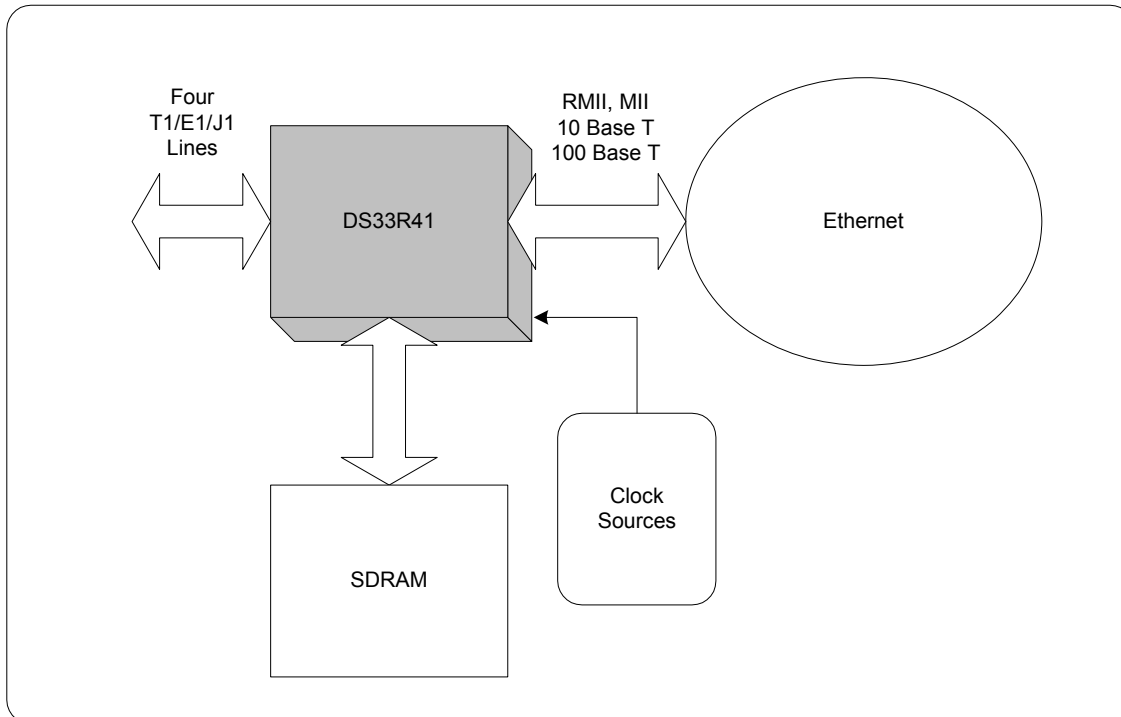 Four
T1/E1/J1
Lines
RMII, MII
10 Base T
100 Base T
DS33R41
Ethernet
Clock
Sources
SDRAM